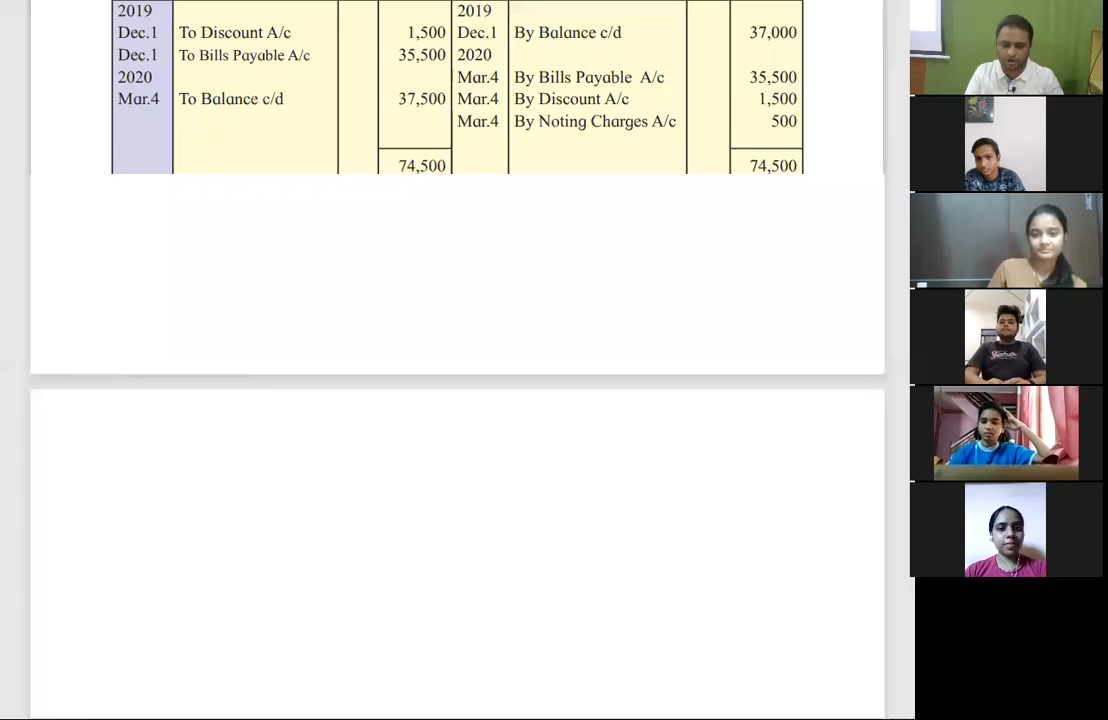 2019 2019
Dec.1 To Discount A/c 1,500 Dec.1 By Balance c/d 37,000
Dec.1 To Bills Payable A/c 35,500 2020
2020 Mar.4 By Bills Payable A/c 35,500
Mar.4 To Balance c/d 37,500 Mar.4 By Discount A/c 1,500
Mar.4 By Noting Charges A/c 500
74,500 74,500